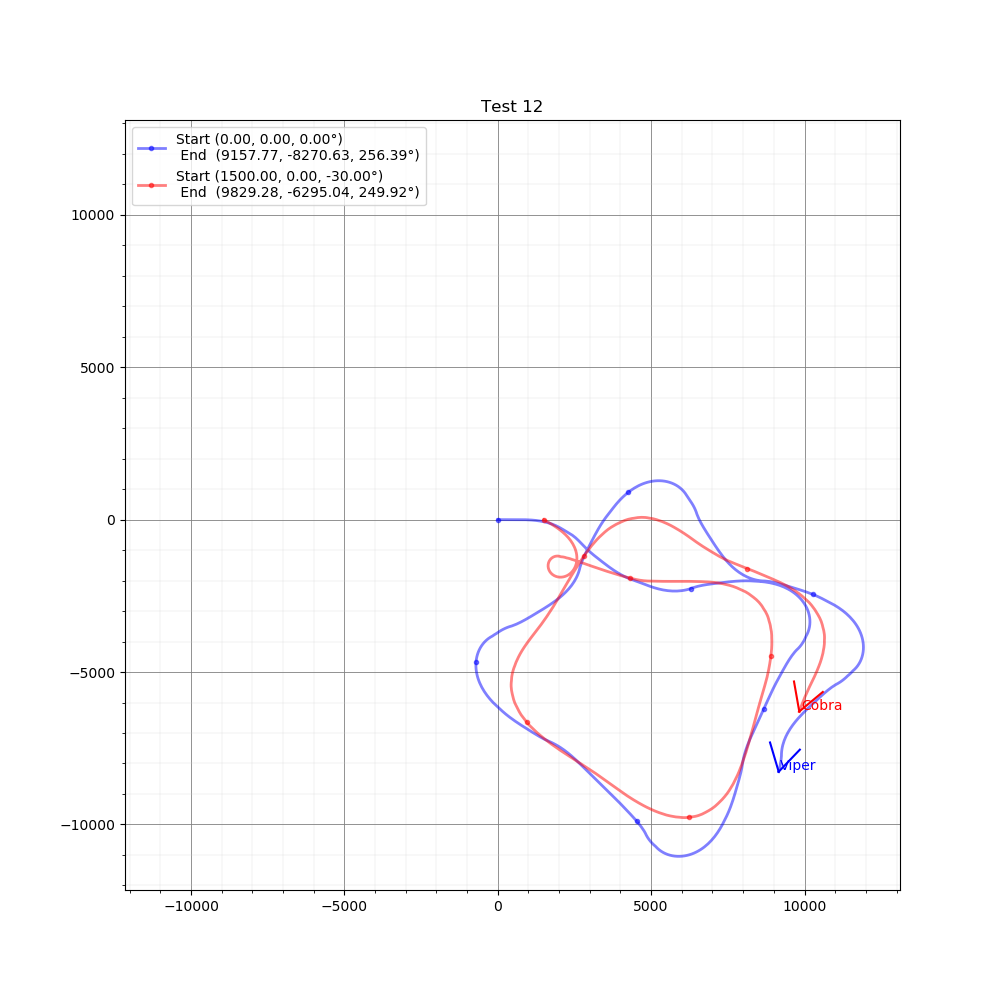 Test 12
Start (0.00, 0.00, 0.00°)
End  (9157.77, -8270.63, 256.39°)
Start (1500.00, 0.00, -30.00°)
End  (9829.28, -6295.04, 249.92°)
10000
5000
0
−5000
−10000
Cobra
Viper
−10000
−5000
0
5000
10000